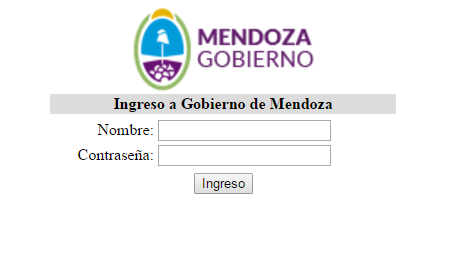 MENDOZA
GOBIERNO
Ingreso a Gobierno de Mendoza
Nombre:
Contraseña:
Ingreso